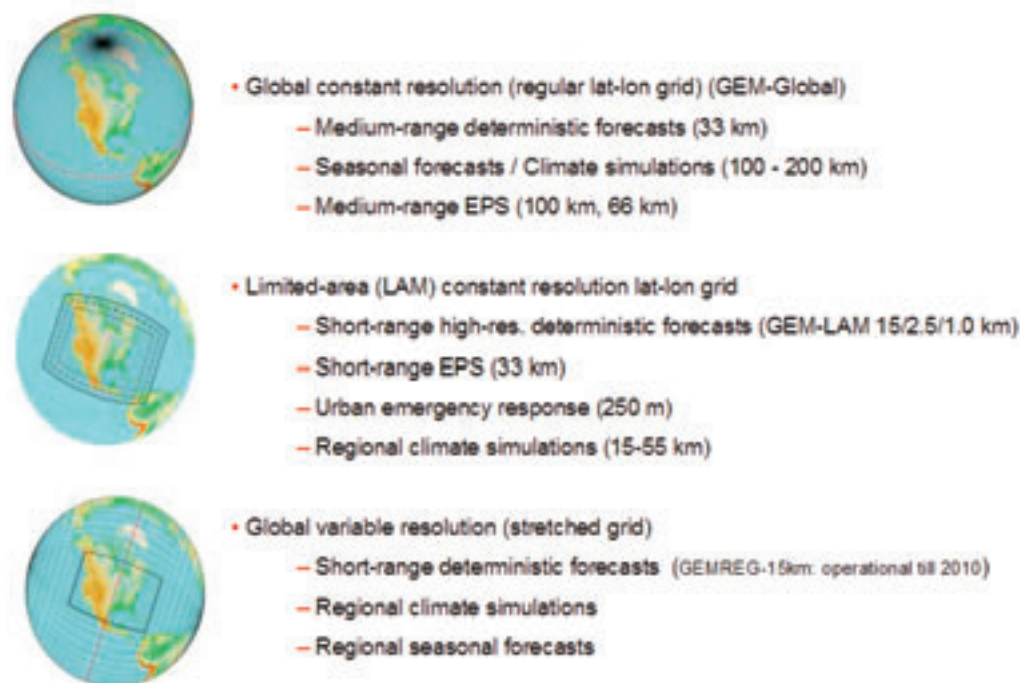 • Global constant resolution (regular lat-lon grid) (GEM-Global)
– Medium-range deterministic forecasts (33 km)
– Seasonal forecasts / Climate simulations (100 - 200 km)
– Medium-range EPS (100 km, 66 km)
• Limited-area (LAM) constant resolution lat-lon grid
– Short-range high-res. deterministic forecasts (GEM-LAM 15/2.5/1.0 km)
– Short-range EPS (33 km)
– Urban emergency response (250 m)
– Regional climate simulations (15-55 km)
• Global variable resolution (stretched grid)
– Short-range deterministic forecasts (GEMREG-15km: operational till 2010)
– Regional climate simulations
– Regional seasonal forecasts